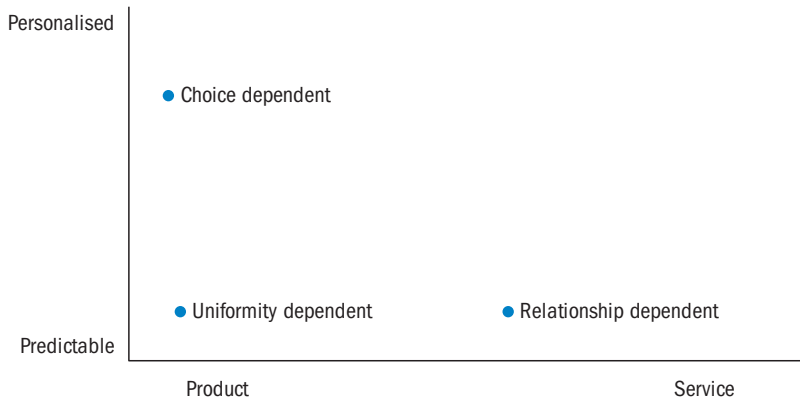 Personalised
Choice dependent
Uniformity dependent
Relationship dependent
Predictable
Product
Service